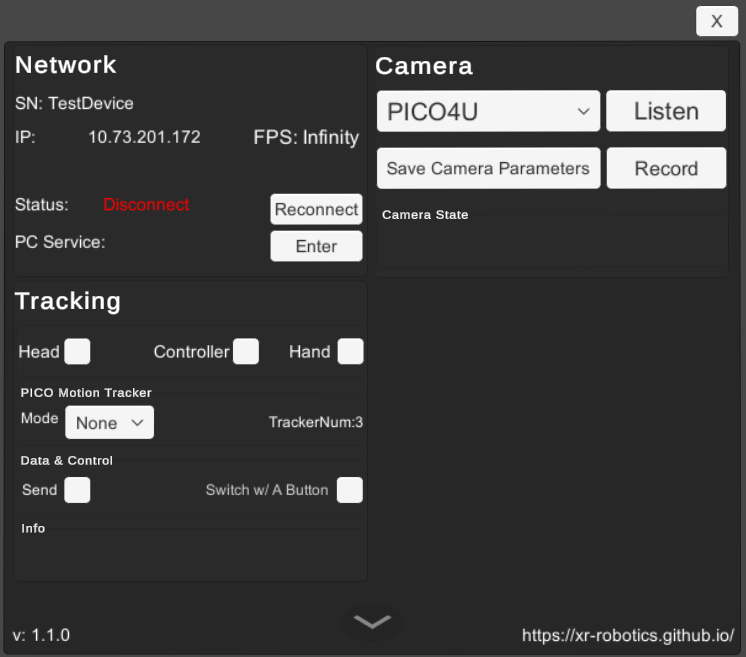 X
Network
SN: TestDevice
IP: 10.73.201.172 FPS: Infinity
Status: Disconnect Reconnect
PC Service: Enter
Camera
PICO4U Listen
Save Camera Parameters Record
Camera State
Tracking
Head Controller Hand
PICO Motion Tracker
Mode None TrackerNum:3
Data & Control
Send Switch w/ A Button
Info
v: 1.1.0 https://xr-robotics.github.io/